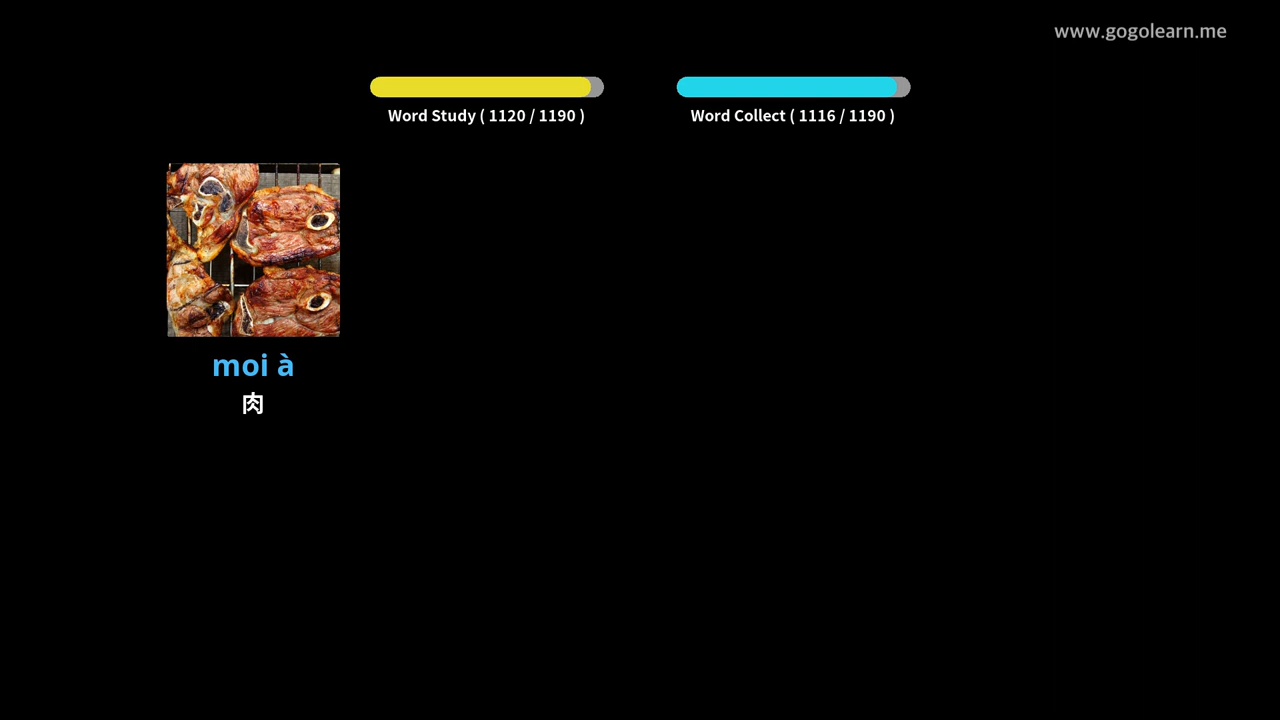 www.gogolearn.me
Word Study ( 1120 / 1190 )
Word Collect ( 1116 / 1190 )
moi à
肉